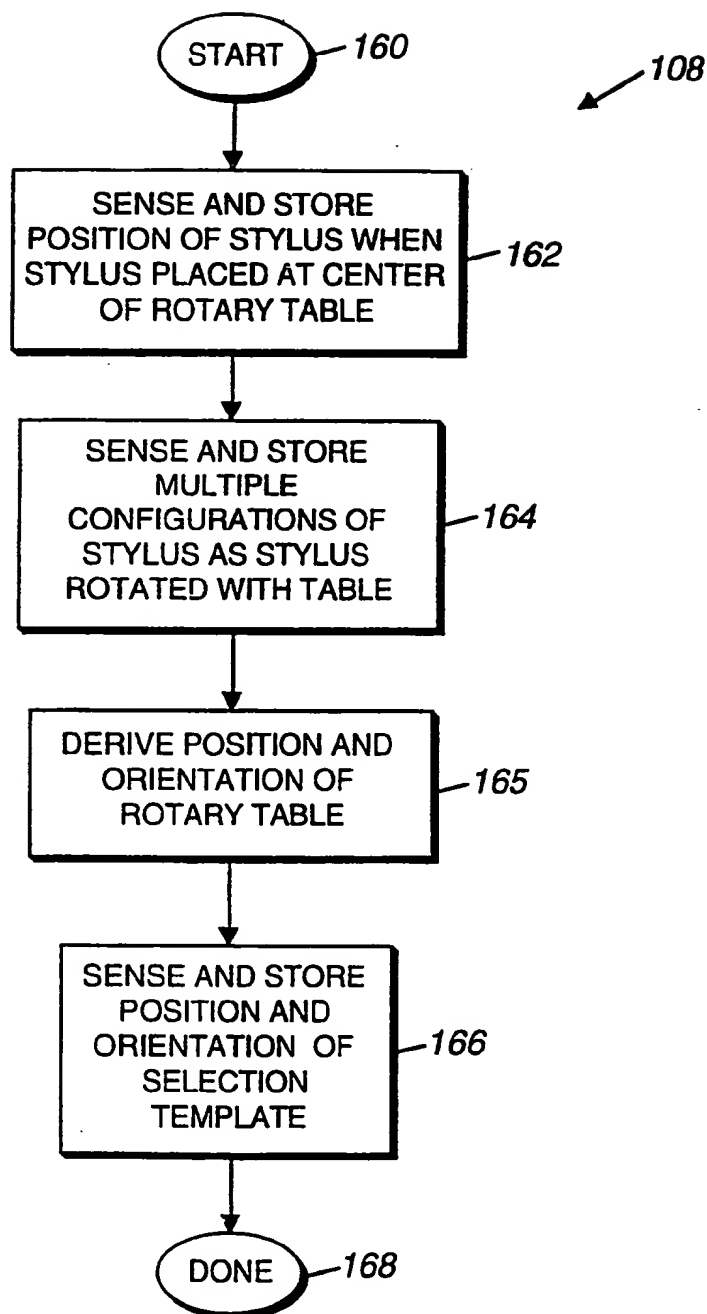 START
160
108
SENSE AND STORE
POSITION OF STYLUS WHEN
STYLUS PLACED AT CENTER
OF ROTARY TABLE
162
SENSE AND STORE
MULTIPLE
CONFIGURATIONS OF
STYLUS AS STYLUS
ROTATED WITH TABLE
164
DERIVE POSITION AND
ORIENTATION OF
ROTARY TABLE
165
SENSE AND STORE
POSITION AND
ORIENTATION OF
SELECTION
TEMPLATE
166
DONE
168